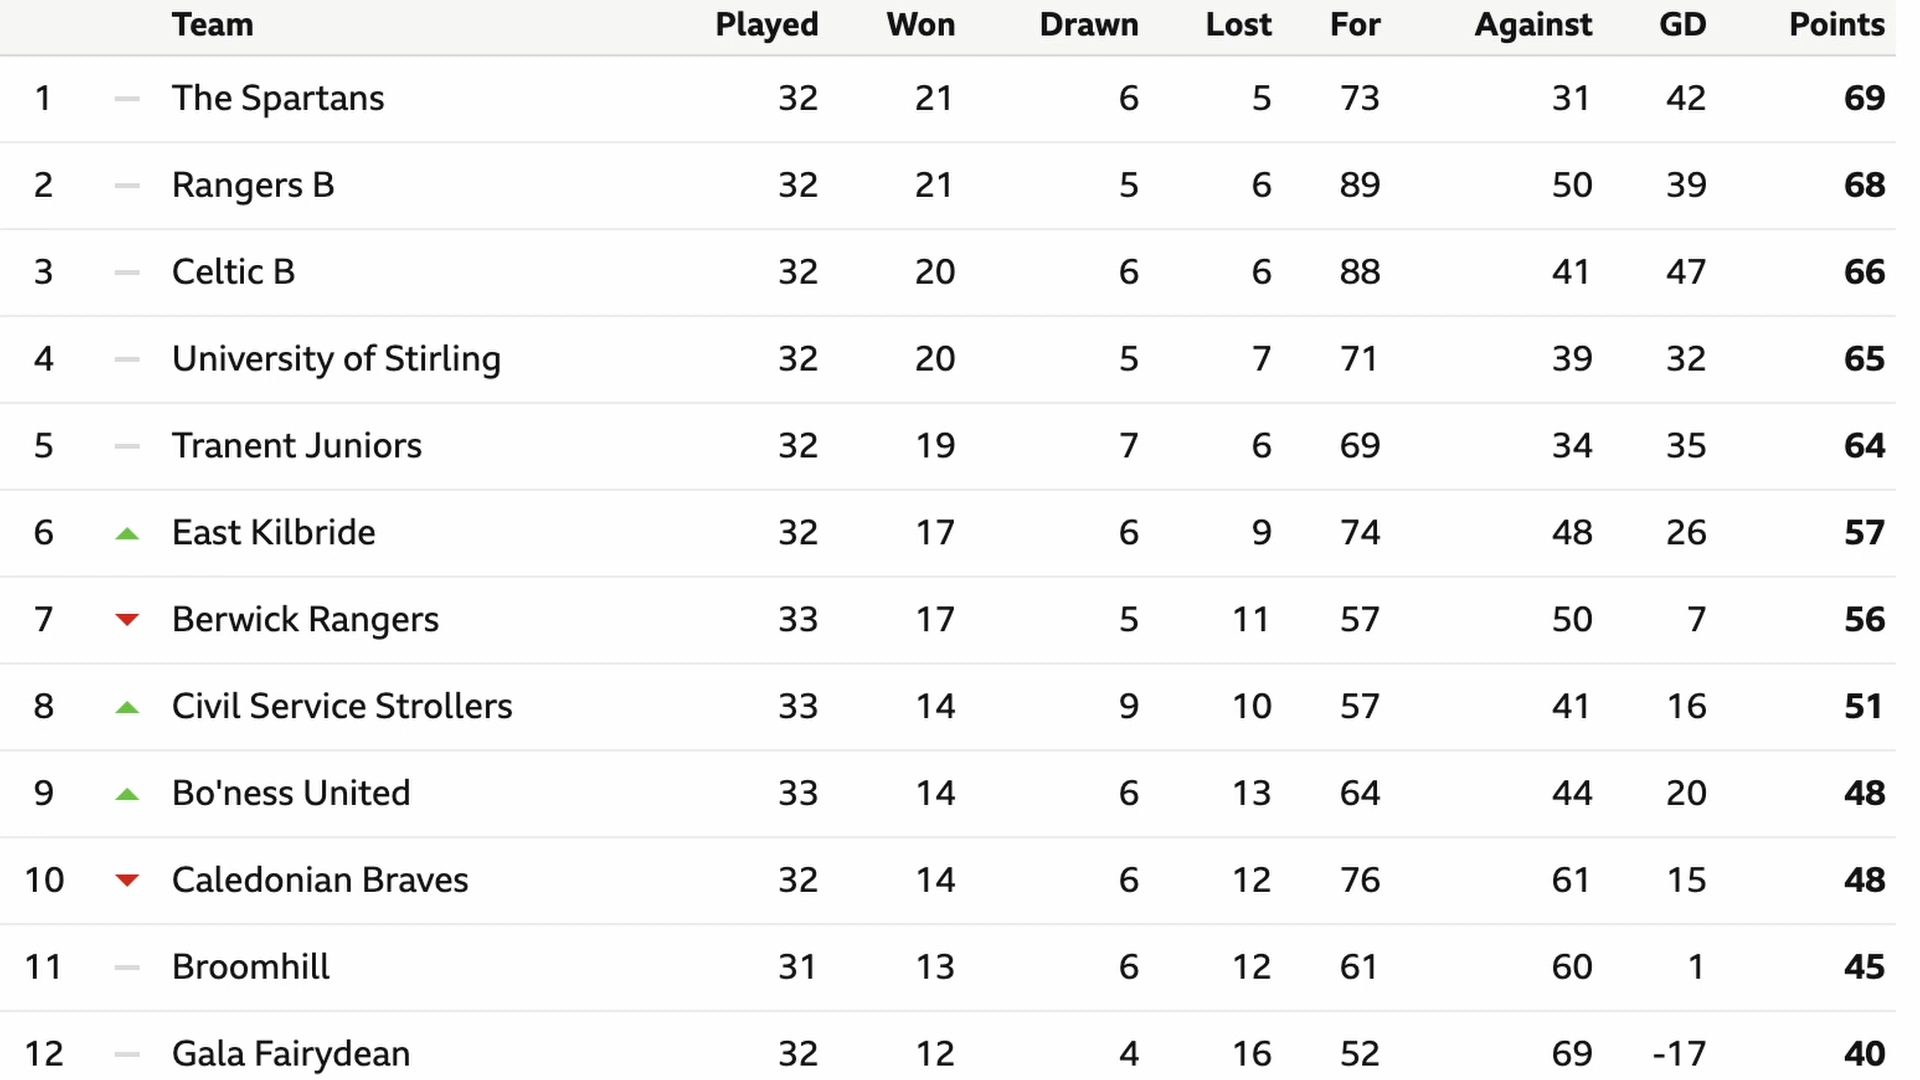 Team Played Won Drawn Lost For Against GD Points
1 The Spartans 32 21 6 5 73 31 42 69
2 Rangers B 32 21 5 6 89 50 39 68
3 Celtic B 32 20 6 6 88 41 47 66
4 University of Stirling 32 20 5 7 71 39 32 65
5 Tranent Juniors 32 19 7 6 69 34 35 64
6 East Kilbride 32 17 6 9 74 48 26 57
7 Berwick Rangers 33 17 5 11 57 50 7 56
8 Civil Service Strollers 33 14 9 10 57 41 16 51
9 Bo'ness United 33 14 6 13 64 44 20 48
10 Caledonian Braves 32 14 6 12 76 61 15 48
11 Broomhill 31 13 6 12 61 60 1 45
12 Gala Fairydean 32 12 4 16 52 69 -17 40